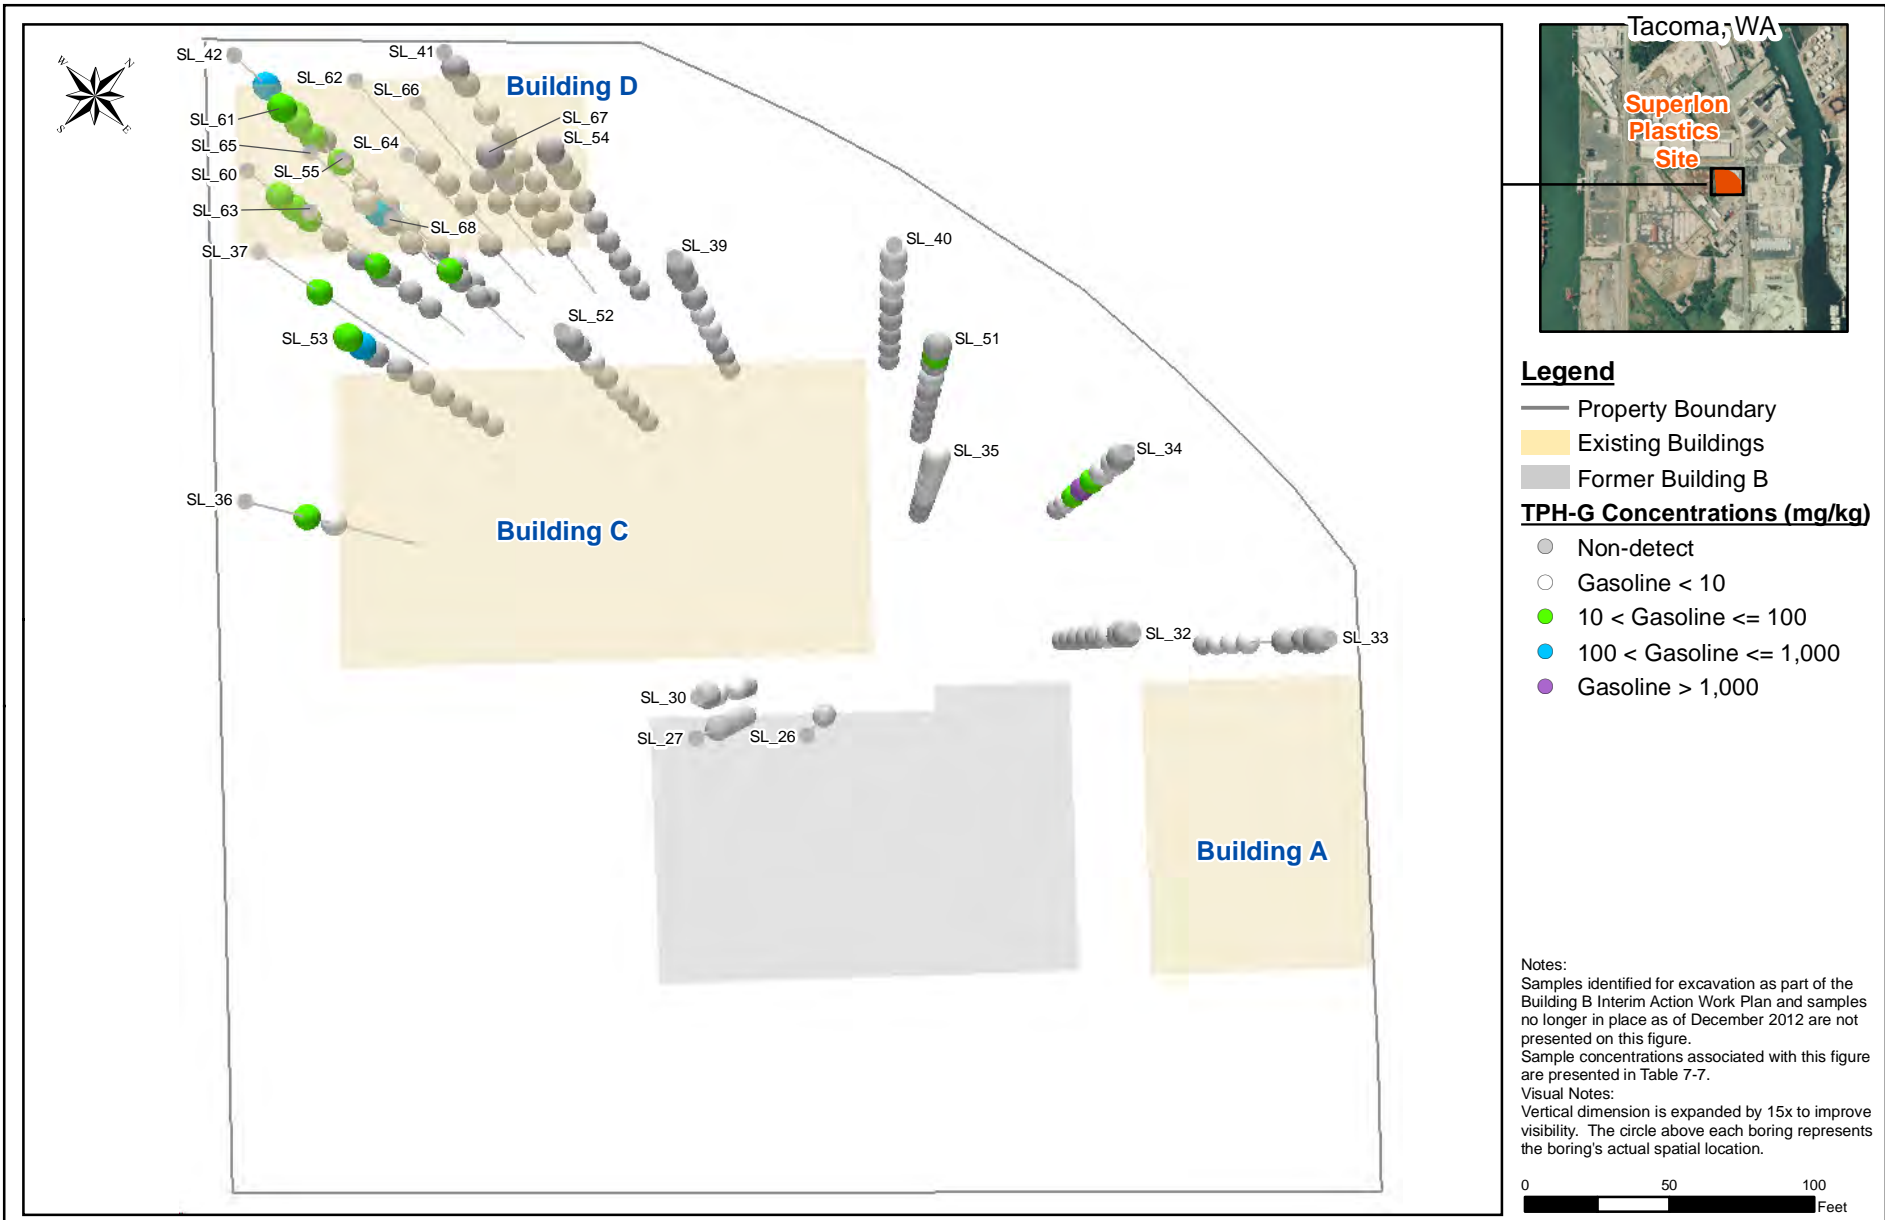 W
N
S
E
SL_42
SL_41
SL_62
SL_66
Building D
SL_61
SL_67
SL_65
SL_64
SL_54
SL_60
SL_55
SL_63
SL_68
SL_37
SL_39
SL_40
SL_53
SL_52
SL_51
SL_35
SL_34
SL_36
Building C
SL_32
SL_33
SL_30
SL_27
SL_26
Building A
Tacoma, WA
Superlon
Plastics
Site
Legend
Property Boundary
Existing Buildings
Former Building B
TPH-G Concentrations (mg/kg)
Non-detect
Gasoline < 10
10 < Gasoline <= 100
100 < Gasoline <= 1,000
Gasoline > 1,000
Notes:
Samples identified for excavation as part of the
Building B Interim Action Work Plan and samples
no longer in place as of December 2012 are not
presented on this figure.
Sample concentrations associated with this figure
are presented in Table 7-7.
Visual Notes:
Vertical dimension is expanded by 15x to improve
visibility. The circle above each boring represents
the boring's actual spatial location.
0 50 100
Feet